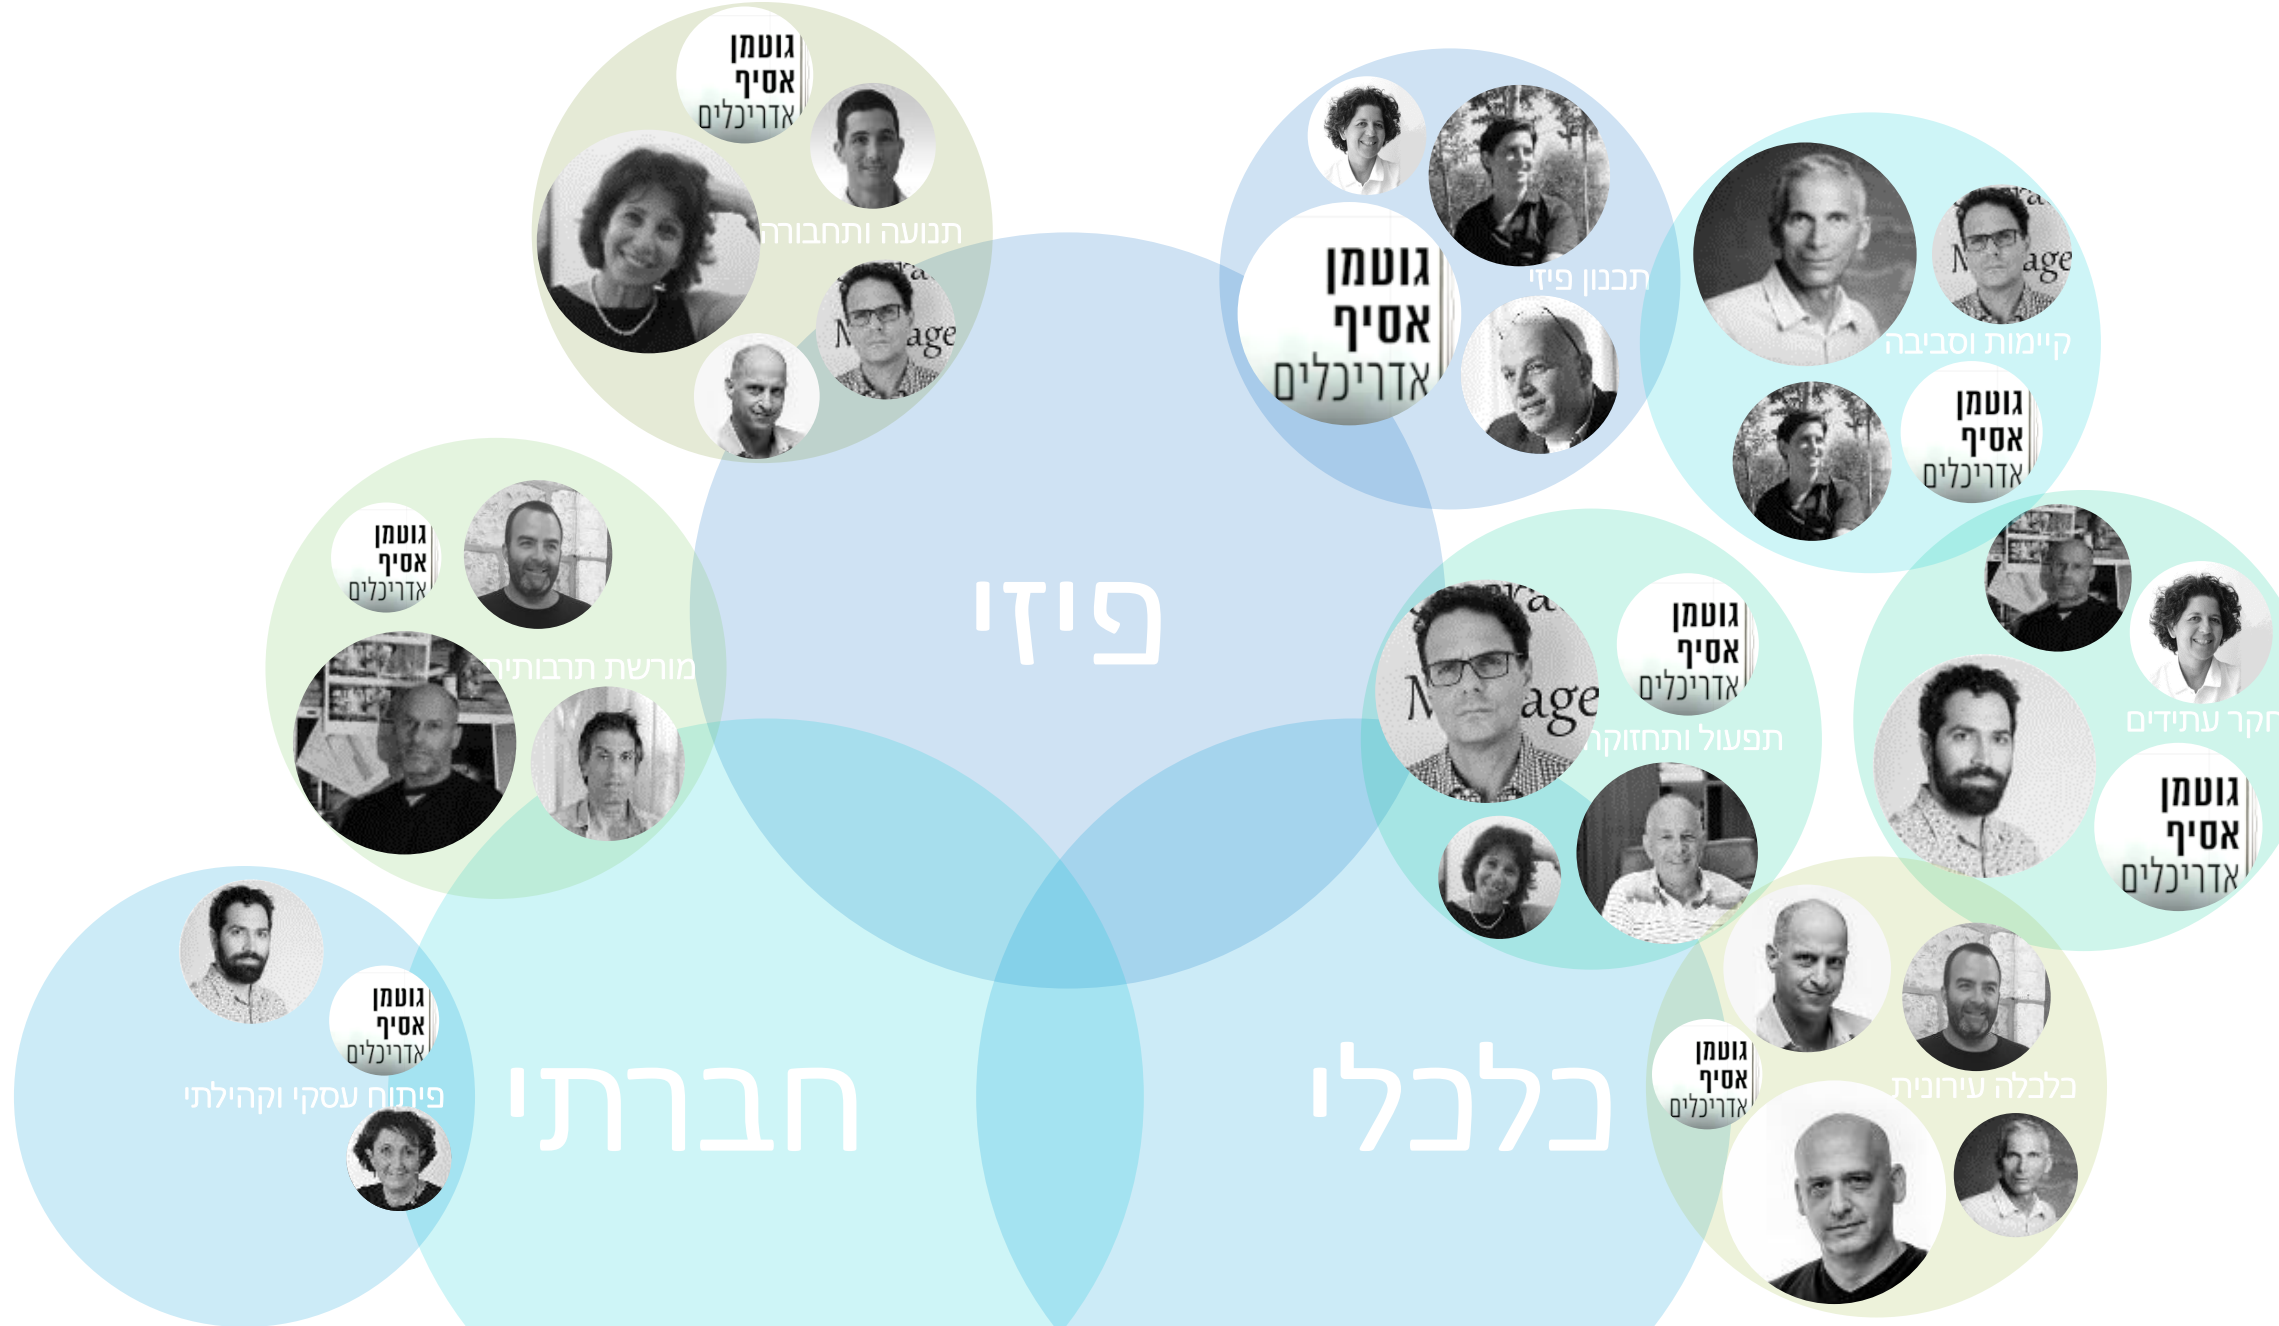 גוטמן
אסיף
אדריכלים
תנועה ותחבורה
גוטמן
אסיף
אדריכלים
תכנון פיזי
קיימות וסביבה
גוטמן
אסיף
אדריכלים
גוטמן
אסיף
אדריכלים
מורשת תרבותית
פיזי
גוטמן
אסיף
אדריכלים
תפעול ותחזוקה
חקר עתידים
גוטמן
אסיף
אדריכלים
גוטמן
אסיף
אדריכלים
פיתוח עסקי וקהילתי
חברתי
כלכלי
גוטמן
אסיף
אדריכלים
כלכלה עירונית